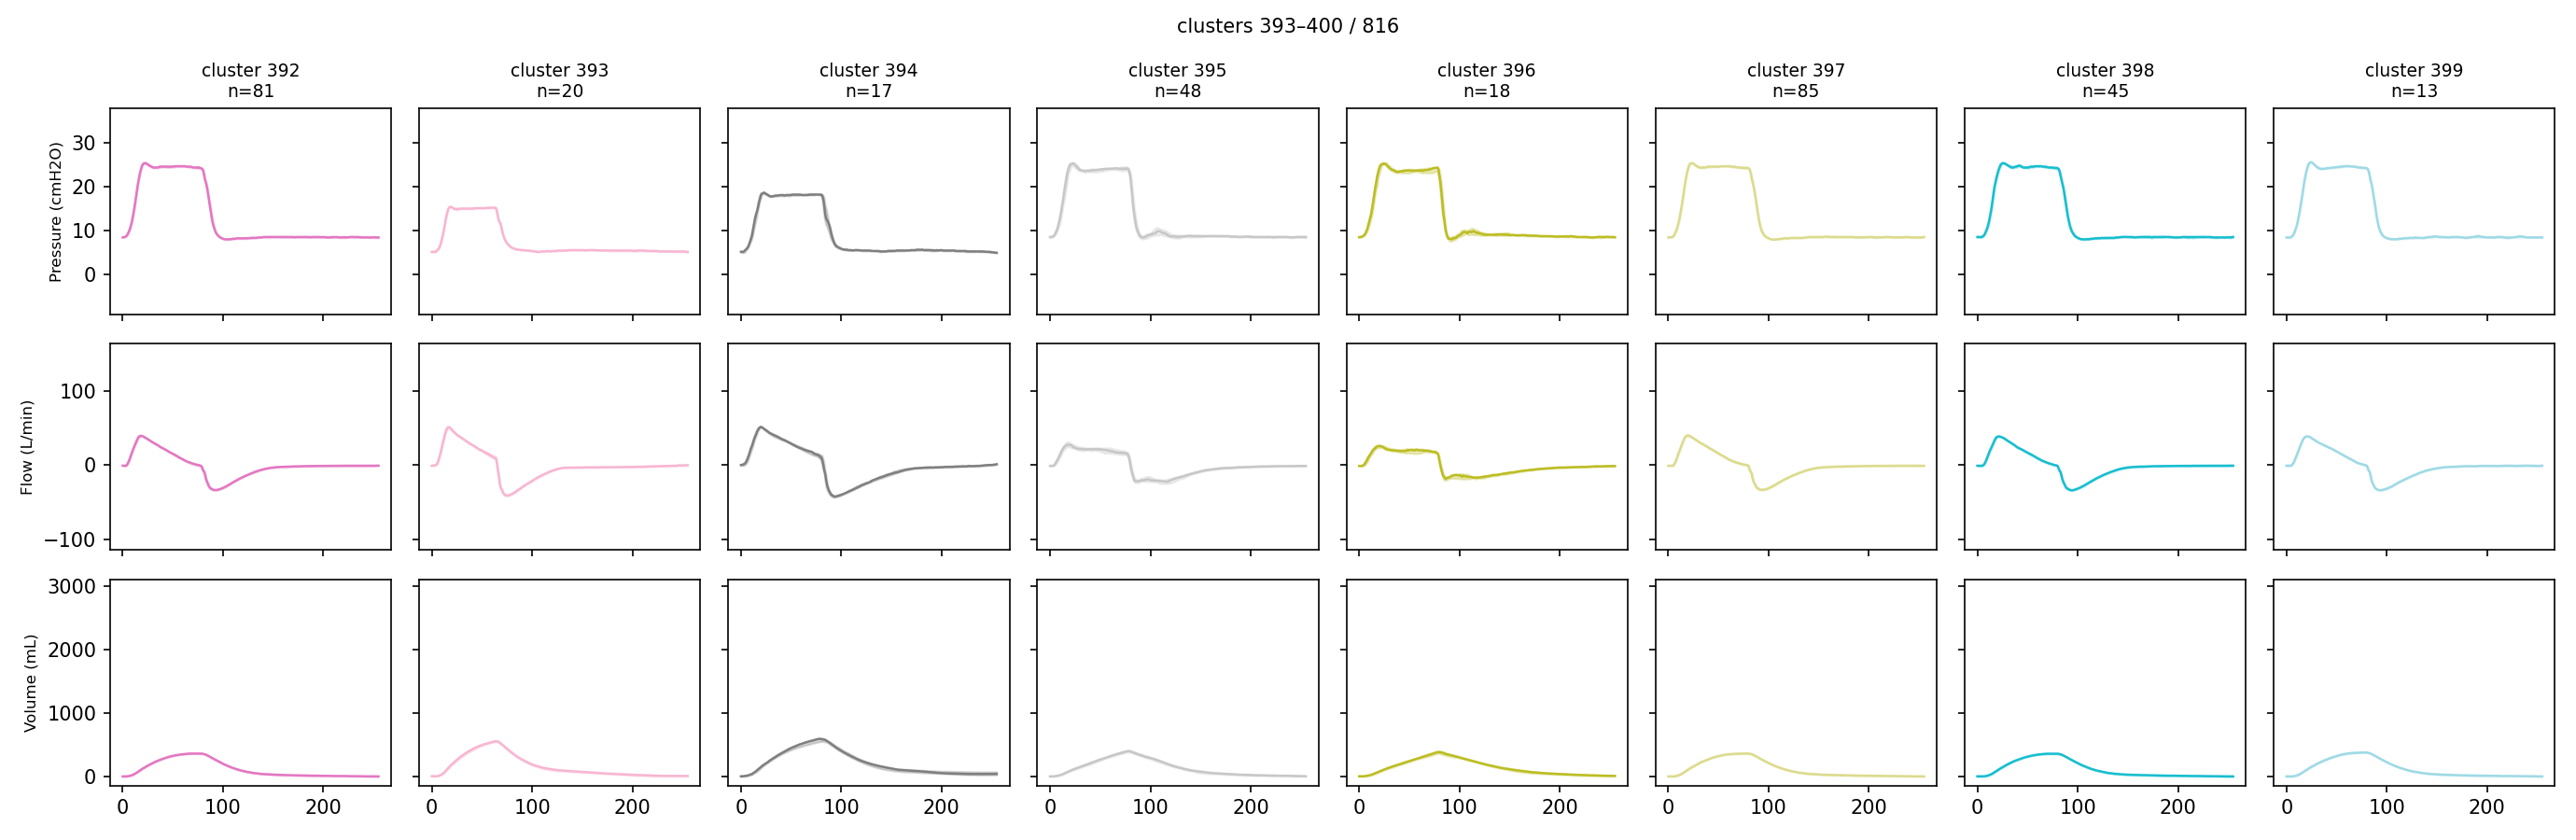 clusters 393–400 / 816
cluster 392
n=81
cluster 393
n=20
cluster 394
n=17
cluster 395
n=48
cluster 396
n=18
cluster 397
n=85
cluster 398
n=45
cluster 399
n=13
Pressure (cmH2O)
30
20
10
0
Flow (L/min)
100
0
−100
Volume (mL)
3000
2000
1000
0
0 100 200 0 100 200 0 100 200 0 100 200 0 100 200 0 100 200 0 100 200 0 100 200